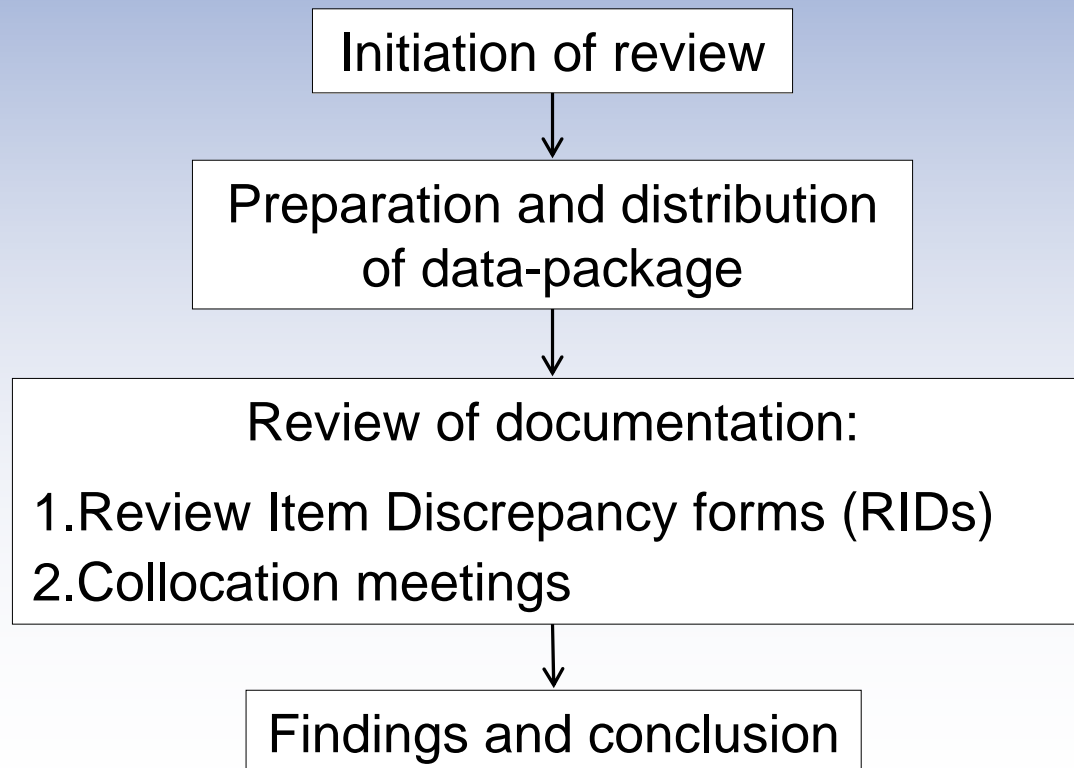 Initiation of review
Preparation and distribution
of data-package
Review of documentation:
1.Review Item Discrepancy forms (RIDs)
2.Collocation meetings
Findings and conclusion